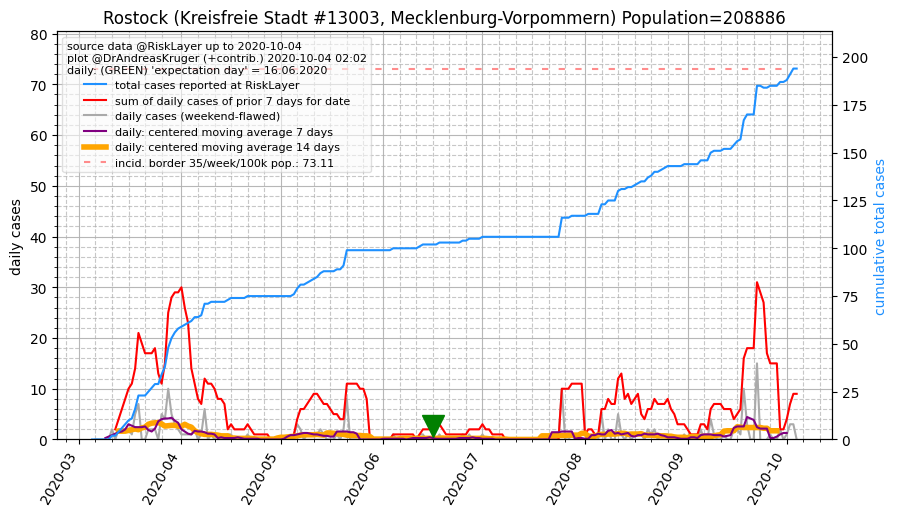 Rostock (Kreisfreie Stadt #13003, Mecklenburg-Vorpommern) Population=208886
source data @RiskLayer up to 2020-10-04
plot @DrAndreasKruger (+contrib.) 2020-10-04 02:02
daily: (GREEN) 'expectation day' = 16.06.2020
total cases reported at RiskLayer
sum of daily cases of prior 7 days for date
daily cases (weekend-flawed)
daily: centered moving average 7 days
daily: centered moving average 14 days
incid. border 35/week/100k pop.: 73.11
daily cases
80
70
60
50
40
30
20
10
0
cumulative total cases
200
175
150
125
100
75
50
25
0
2020-03
2020-04
2020-05
2020-06
2020-07
2020-08
2020-09
2020-10